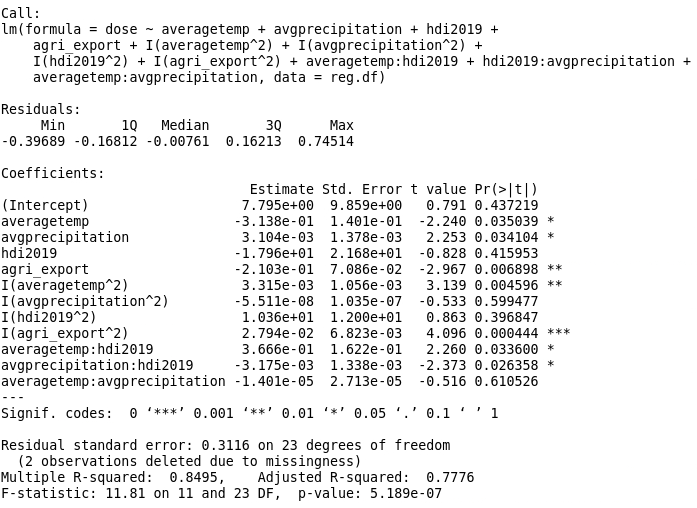 Call:
lm(formula = dose ~ averagetemp + avgprecipitation + hdi2019 +
    agri_export + I(averagetemp^2) + I(avgprecipitation^2) +
    I(hdi2019^2) + I(agri_export^2) + averagetemp:hdi2019 + hdi2019:avgprecipitation +
    averagetemp:avgprecipitation, data = reg.df)

Residuals:
     Min       1Q   Median       3Q      Max
-0.39689 -0.16812 -0.00761  0.16213  0.74514

Coefficients:
                               Estimate Std. Error t value Pr(>|t|)
(Intercept)                   7.795e+00  9.859e+00   0.791 0.437219
averagetemp                  -3.138e-01  1.401e-01  -2.240 0.035039 *
avgprecipitation              3.104e-03  1.378e-03   2.253 0.034104 *
hdi2019                      -1.796e+01  2.168e+01  -0.828 0.415953
agri_export                  -2.103e-01  7.086e-02  -2.967 0.006898 **
I(averagetemp^2)              3.315e-03  1.056e-03   3.139 0.004596 **
I(avgprecipitation^2)        -5.511e-08  1.035e-07  -0.533 0.599477
I(hdi2019^2)                  1.036e+01  1.200e+01   0.863 0.396847
I(agri_export^2)              2.794e-02  6.823e-03   4.096 0.000444 ***
averagetemp:hdi2019           3.666e-01  1.622e-01   2.260 0.033600 *
avgprecipitation:hdi2019     -3.175e-03  1.338e-03  -2.373 0.026358 *
averagetemp:avgprecipitation -1.401e-05  2.713e-05  -0.516 0.610526
---
Signif. codes:  0 ‘***’ 0.001 ‘**’ 0.01 ‘*’ 0.05 ‘.’ 0.1 ‘ ’ 1

Residual standard error: 0.3116 on 23 degrees of freedom
  (2 observations deleted due to missingness)
Multiple R-squared:  0.8495,    Adjusted R-squared:  0.7776
F-statistic: 11.81 on 11 and 23 DF,  p-value: 5.189e-07